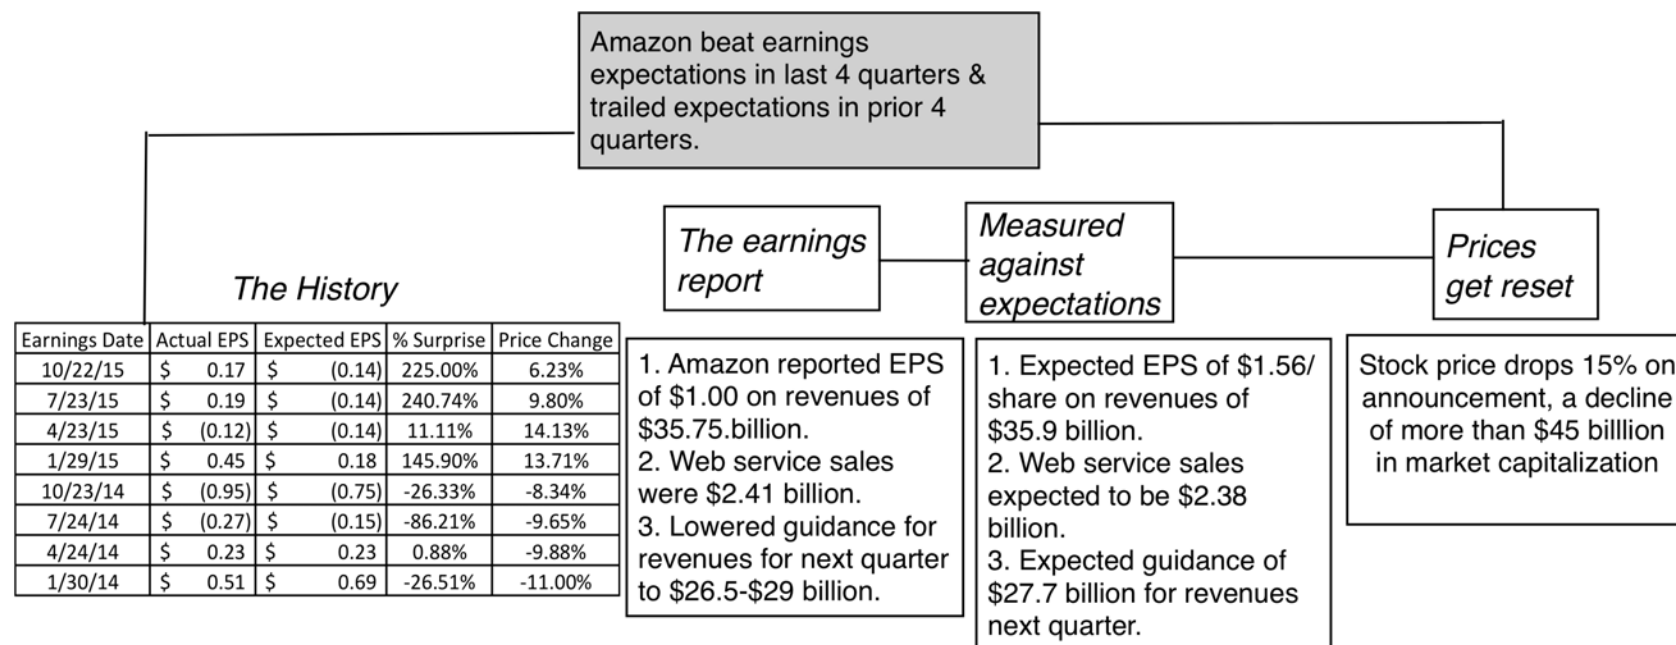 Amazon beat earnings
expectations in last 4 quarters &
trailed expectations in prior 4
quarters.
The History
Earnings Date Actual EPS Expected EPS % Surprise Price Change
10/22/15 $ 0.17 $ (0.14) 225.00% 6.23%
7/23/15 $ 0.19 $ (0.14) 240.74% 9.80%
4/23/15 $ (0.12) $ (0.14) 11.11% 14.13%
1/29/15 $ 0.45 $ 0.18 145.90% 13.71%
10/23/14 $ (0.95) $ (0.75) -26.33% -8.34%
7/24/14 $ (0.27) $ (0.15) -86.21% -9.65%
4/24/14 $ 0.23 $ 0.23 0.88% -9.88%
1/30/14 $ 0.51 $ 0.69 -26.51% -11.00%
The earnings
report
1. Amazon reported EPS
of $1.00 on revenues of
$35.75.billion.
2. Web service sales
were $2.41 billion.
3. Lowered guidance for
revenues for next quarter
to $26.5-$29 billion.
Measured
against
expectations
1. Expected EPS of $1.56/
share on revenues of
$35.9 billion.
2. Web service sales
expected to be $2.38
billion.
3. Expected guidance of
$27.7 billion for revenues
next quarter.
Prices
get reset
Stock price drops 15% on
announcement, a decline
of more than $45 billlion
in market capitalization